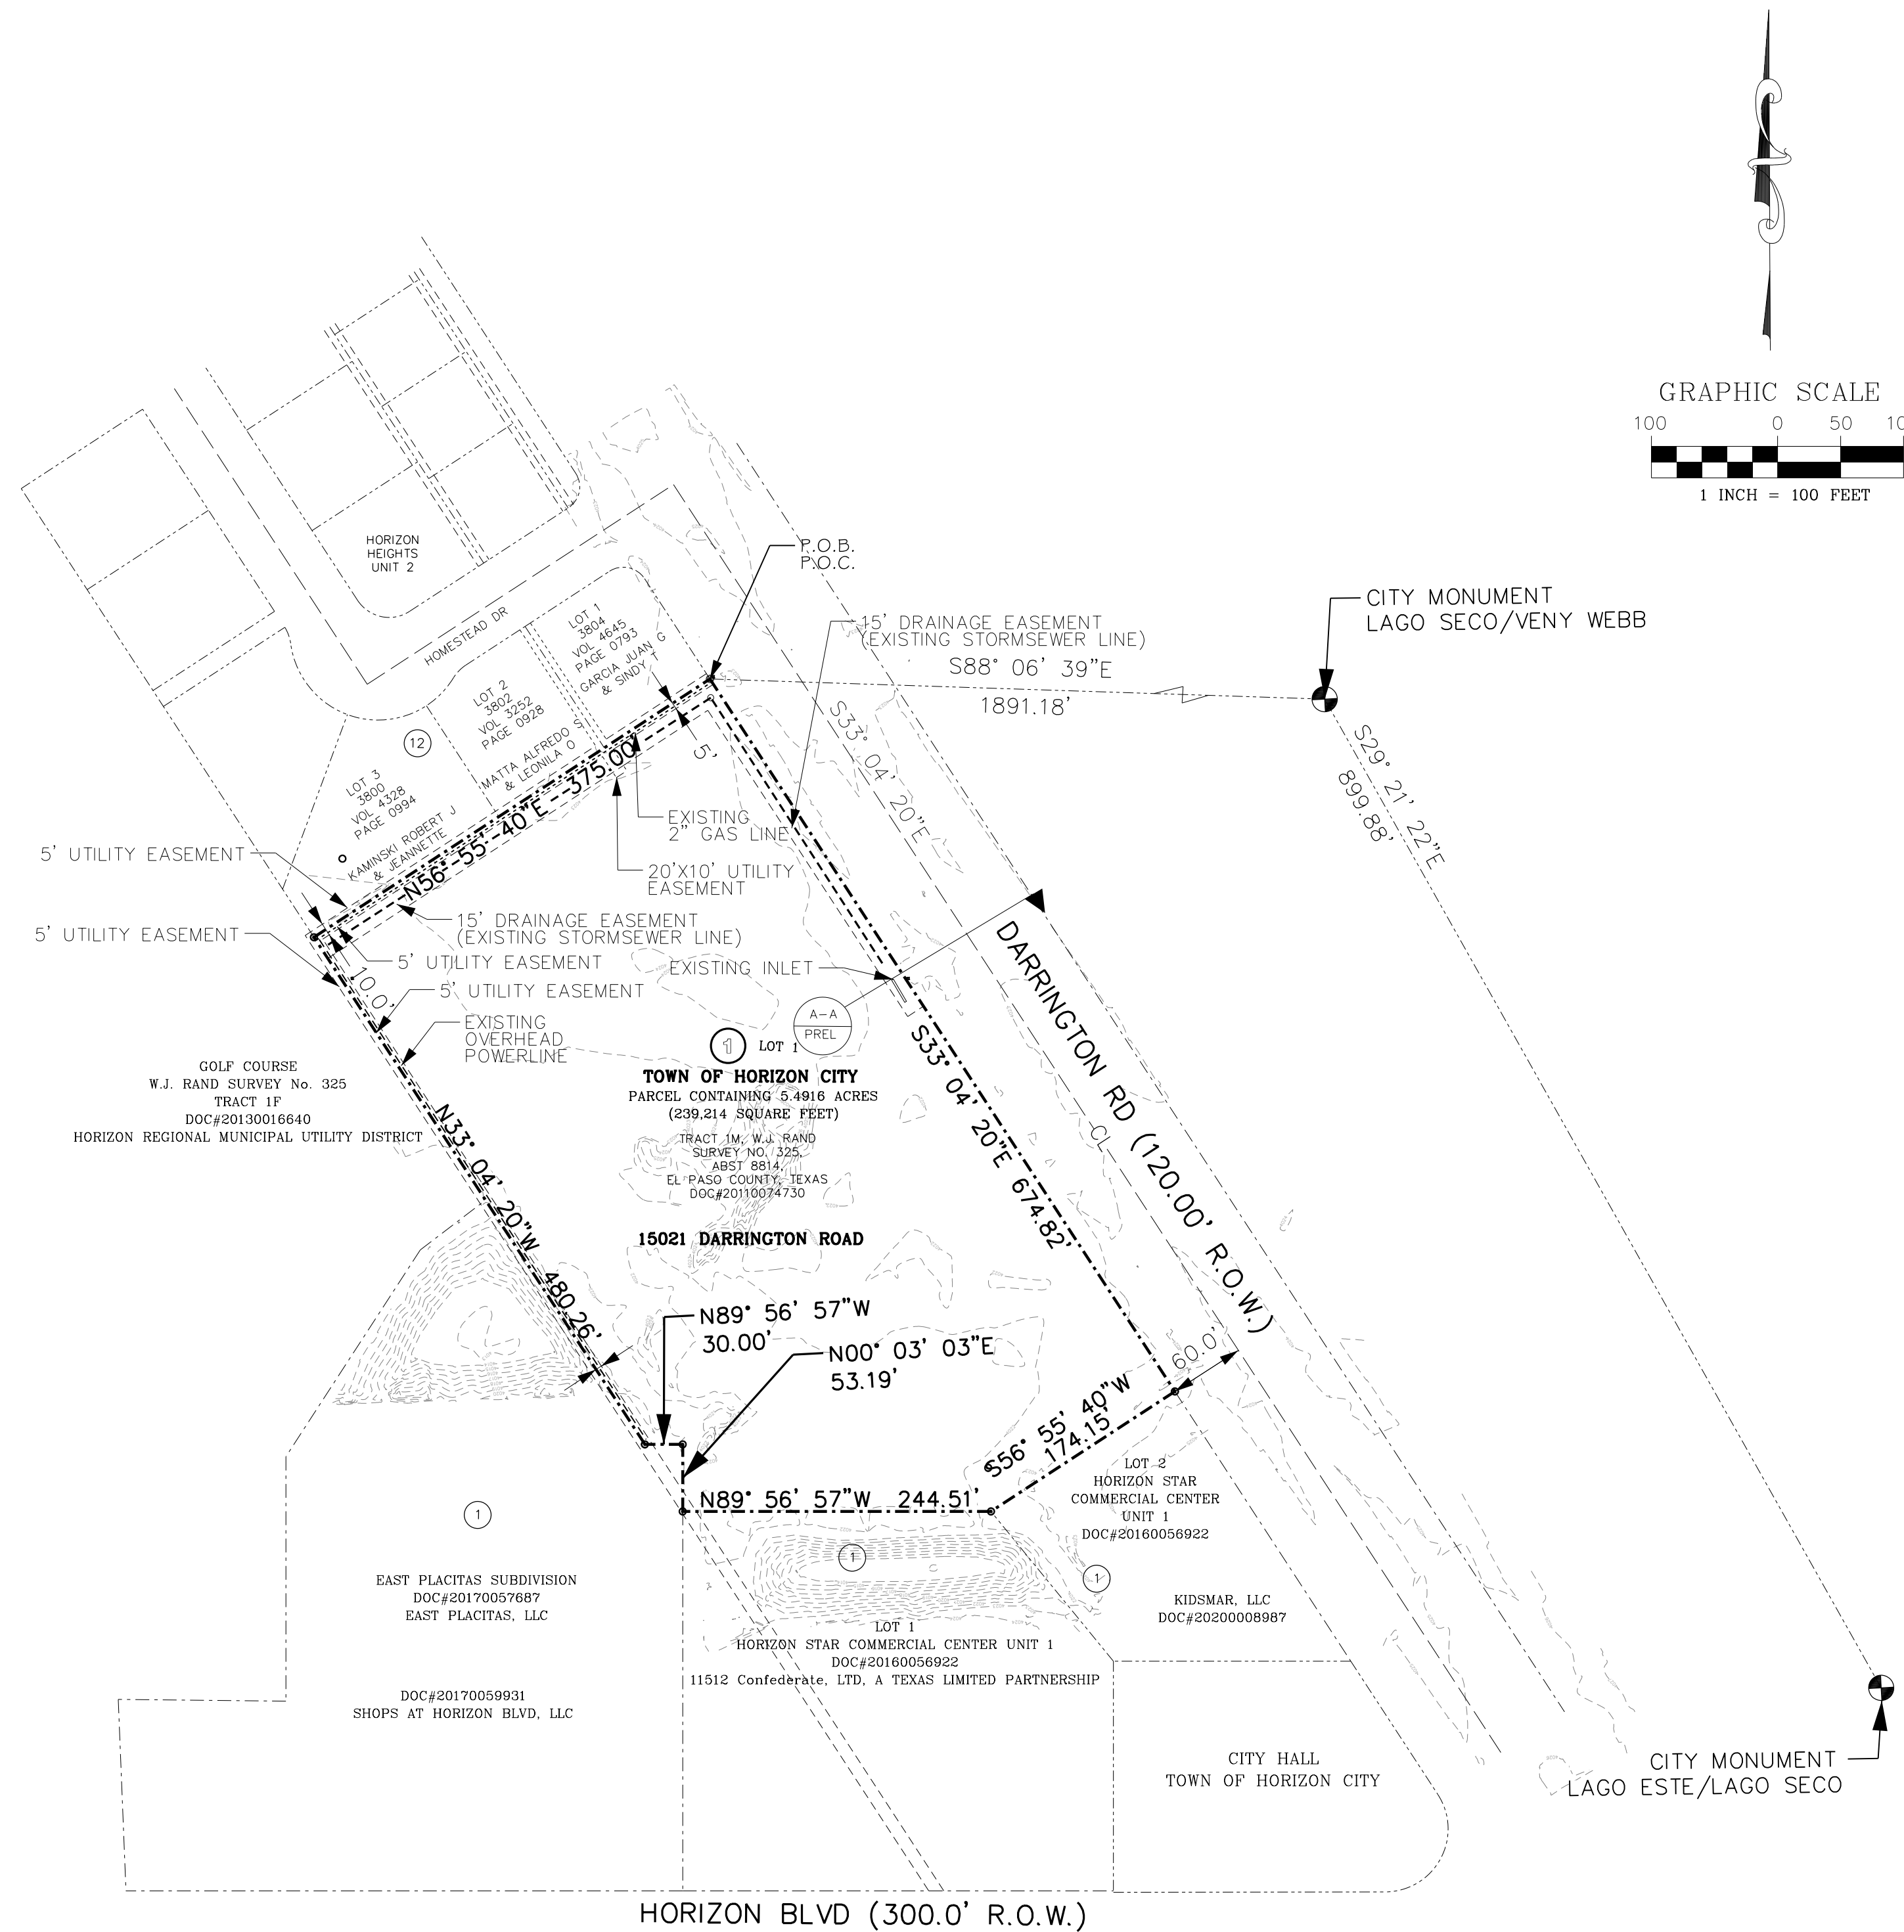 GRAPHIC SCALE
100 0 50 10
1 INCH = 100 FEET
HORIZON
HEIGHTS
UNIT 2
P.O.B.
P.O.C.
CITY MONUMENT
LAGO SECO/VENY WEBB
HOMESTEAD DR
LOT 1
3804
VOL 4645
PAGE 0793
GARCIA JUAN G
& SINDY T
15' DRAINAGE EASEMENT
(EXISTING STORMSEWER LINE)
S88° 06' 39"E
1891.18'
LOT 2
3802
VOL 3252
PAGE 0928
MATTA ALFREDO S
& LEONILA O
12
LOT 3
3800
VOL 4328
PAGE 0994
KAMINSKI ROBERT J
& JEANNETTE
5'
S33° 04' 20"E
S29° 21' 22"E
899.88'
N56° 55' 40"E 375.00'
EXISTING
2" GAS LINE
5' UTILITY EASEMENT
20'X10' UTILITY
EASEMENT
15' DRAINAGE EASEMENT
(EXISTING STORMSEWER LINE)
5' UTILITY EASEMENT
5' UTILITY EASEMENT
EXISTING INLET
10.0'
5' UTILITY EASEMENT
EXISTING
OVERHEAD
POWERLINE
A-A
PREL
DARRINGTON RD (120.00' R.O.W.)
CL
1 LOT 1
TOWN OF HORIZON CITY
PARCEL CONTAINING 5.4916 ACRES
(239,214 SQUARE FEET)
TRACT 1M, W.J. RAND
SURVEY NO. 325,
ABST 8814,
EL PASO COUNTY, TEXAS
DOC#20110074730
15021 DARRINGTON ROAD
S33° 04' 20"E 674.82'
GOLF COURSE
W.J. RAND SURVEY No. 325
TRACT 1F
DOC#20130016640
HORIZON REGIONAL MUNICIPAL UTILITY DISTRICT
N33° 04' 20"W 480.26'
N89° 56' 57"W
30.00'
N00° 03' 03"E
53.19'
60.0'
S56° 55' 40"W
174.15'
N89° 56' 57"W 244.51'
LOT 2
HORIZON STAR
COMMERCIAL CENTER
UNIT 1
DOC#20160056922
1
1
1
EAST PLACITAS SUBDIVISION
DOC#20170057687
EAST PLACITAS, LLC
KIDSMAR, LLC
DOC#20200008987
LOT 1
HORIZON STAR COMMERCIAL CENTER UNIT 1
DOC#20160056922
11512 Confederate, LTD, A TEXAS LIMITED PARTNERSHIP
DOC#20170059931
SHOPS AT HORIZON BLVD, LLC
CITY HALL
TOWN OF HORIZON CITY
CITY MONUMENT
LAGO ESTE/LAGO SECO
HORIZON BLVD (300.0' R.O.W.)